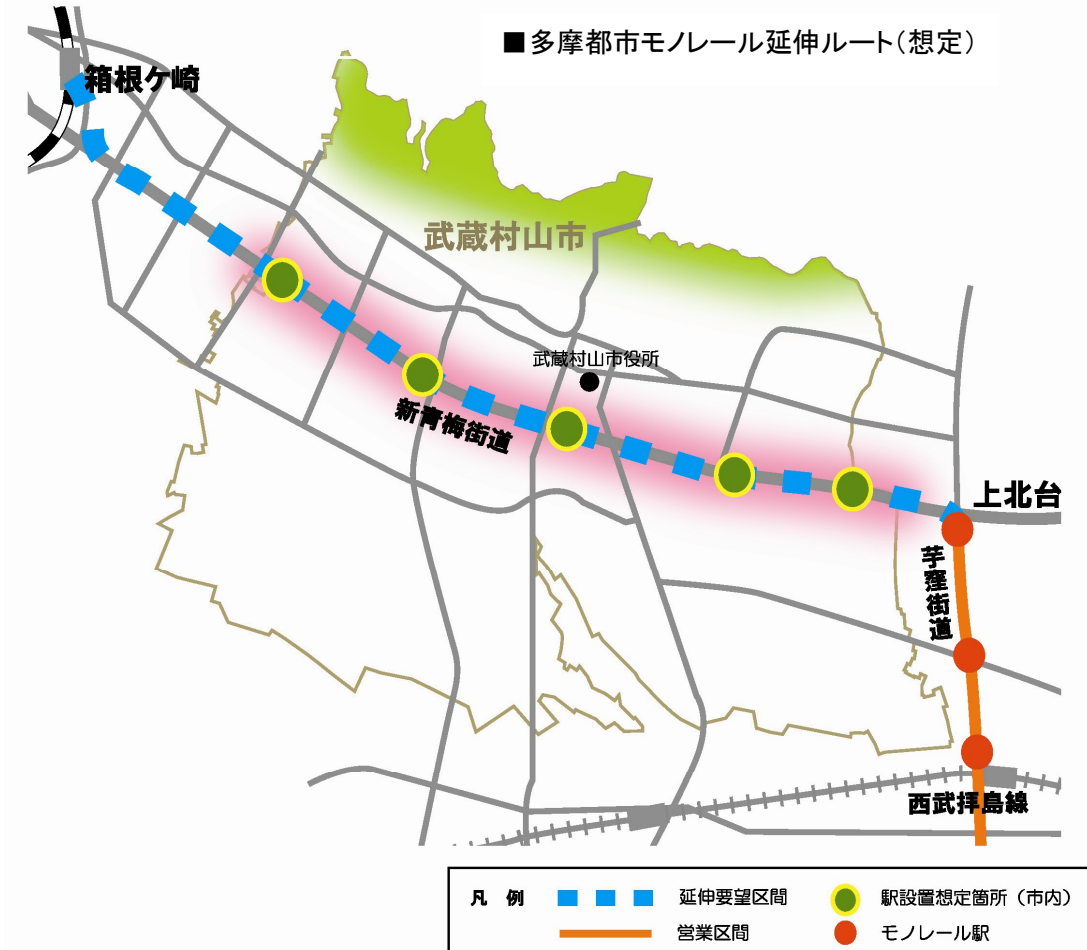 ■多摩都市モノレール延伸ルート（想定）
箱根ケ崎
武蔵村山市
武蔵村山市役所
新青梅街道
上北台
芋窪街道
西武拝島線
凡 例
延伸要望区間
駅設置想定箇所（市内）
営業区間
モノレール駅